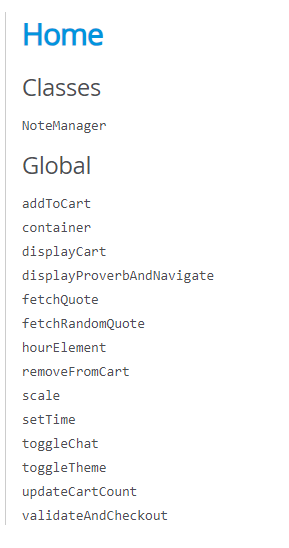 Home
Classes
NoteManager
Global
addToCart
container
displayCart
displayProverbAndNavigate
fetchQuote
fetchRandomQuote
hourElement
removeFromCart
scale
setTime
toggleChat
toggleTheme
updateCartCount
validateAndCheckout